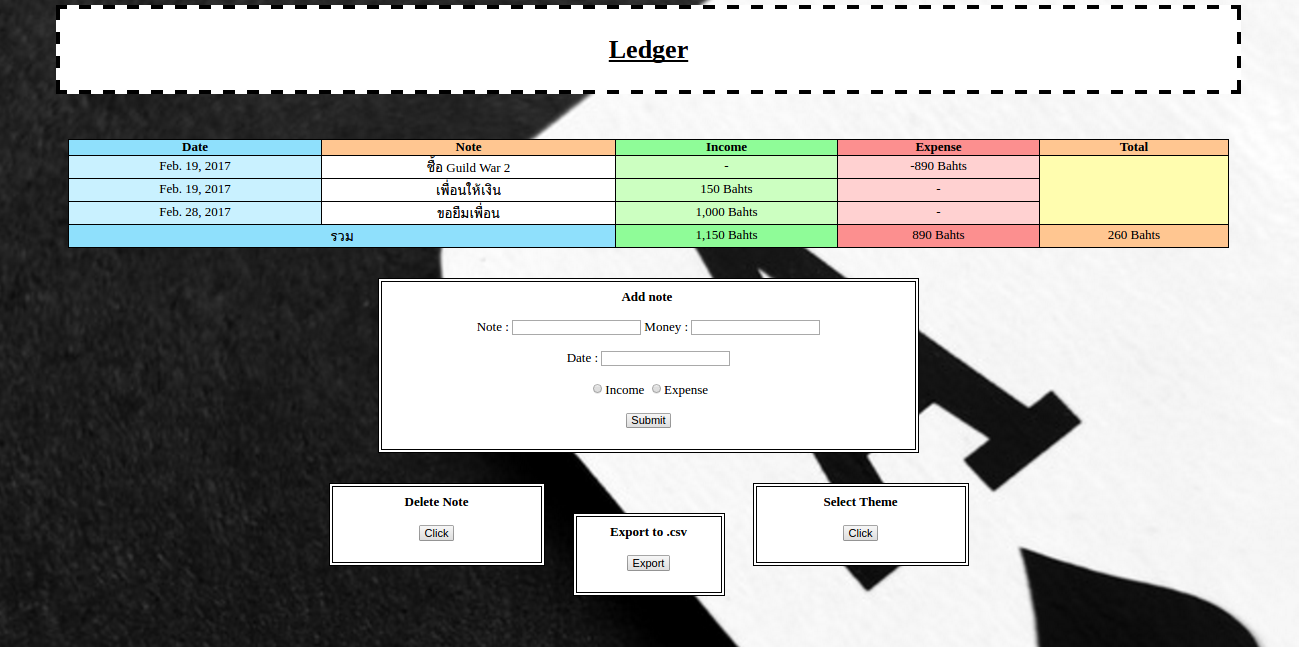 Ledger
Date Note Income Expense Total
Feb. 19, 2017 ซื้อ Guild War 2 - -890 Bahts
Feb. 19, 2017 เพื่อนให้เงิน 150 Bahts -
Feb. 28, 2017 ขอยืมเพื่อน 1,000 Bahts -
รวม 1,150 Bahts 890 Bahts 260 Bahts
Add note
Note : Money :
Date :
Income Expense
Submit
Delete Note
Click
Export to .csv
Export
Select Theme
Click